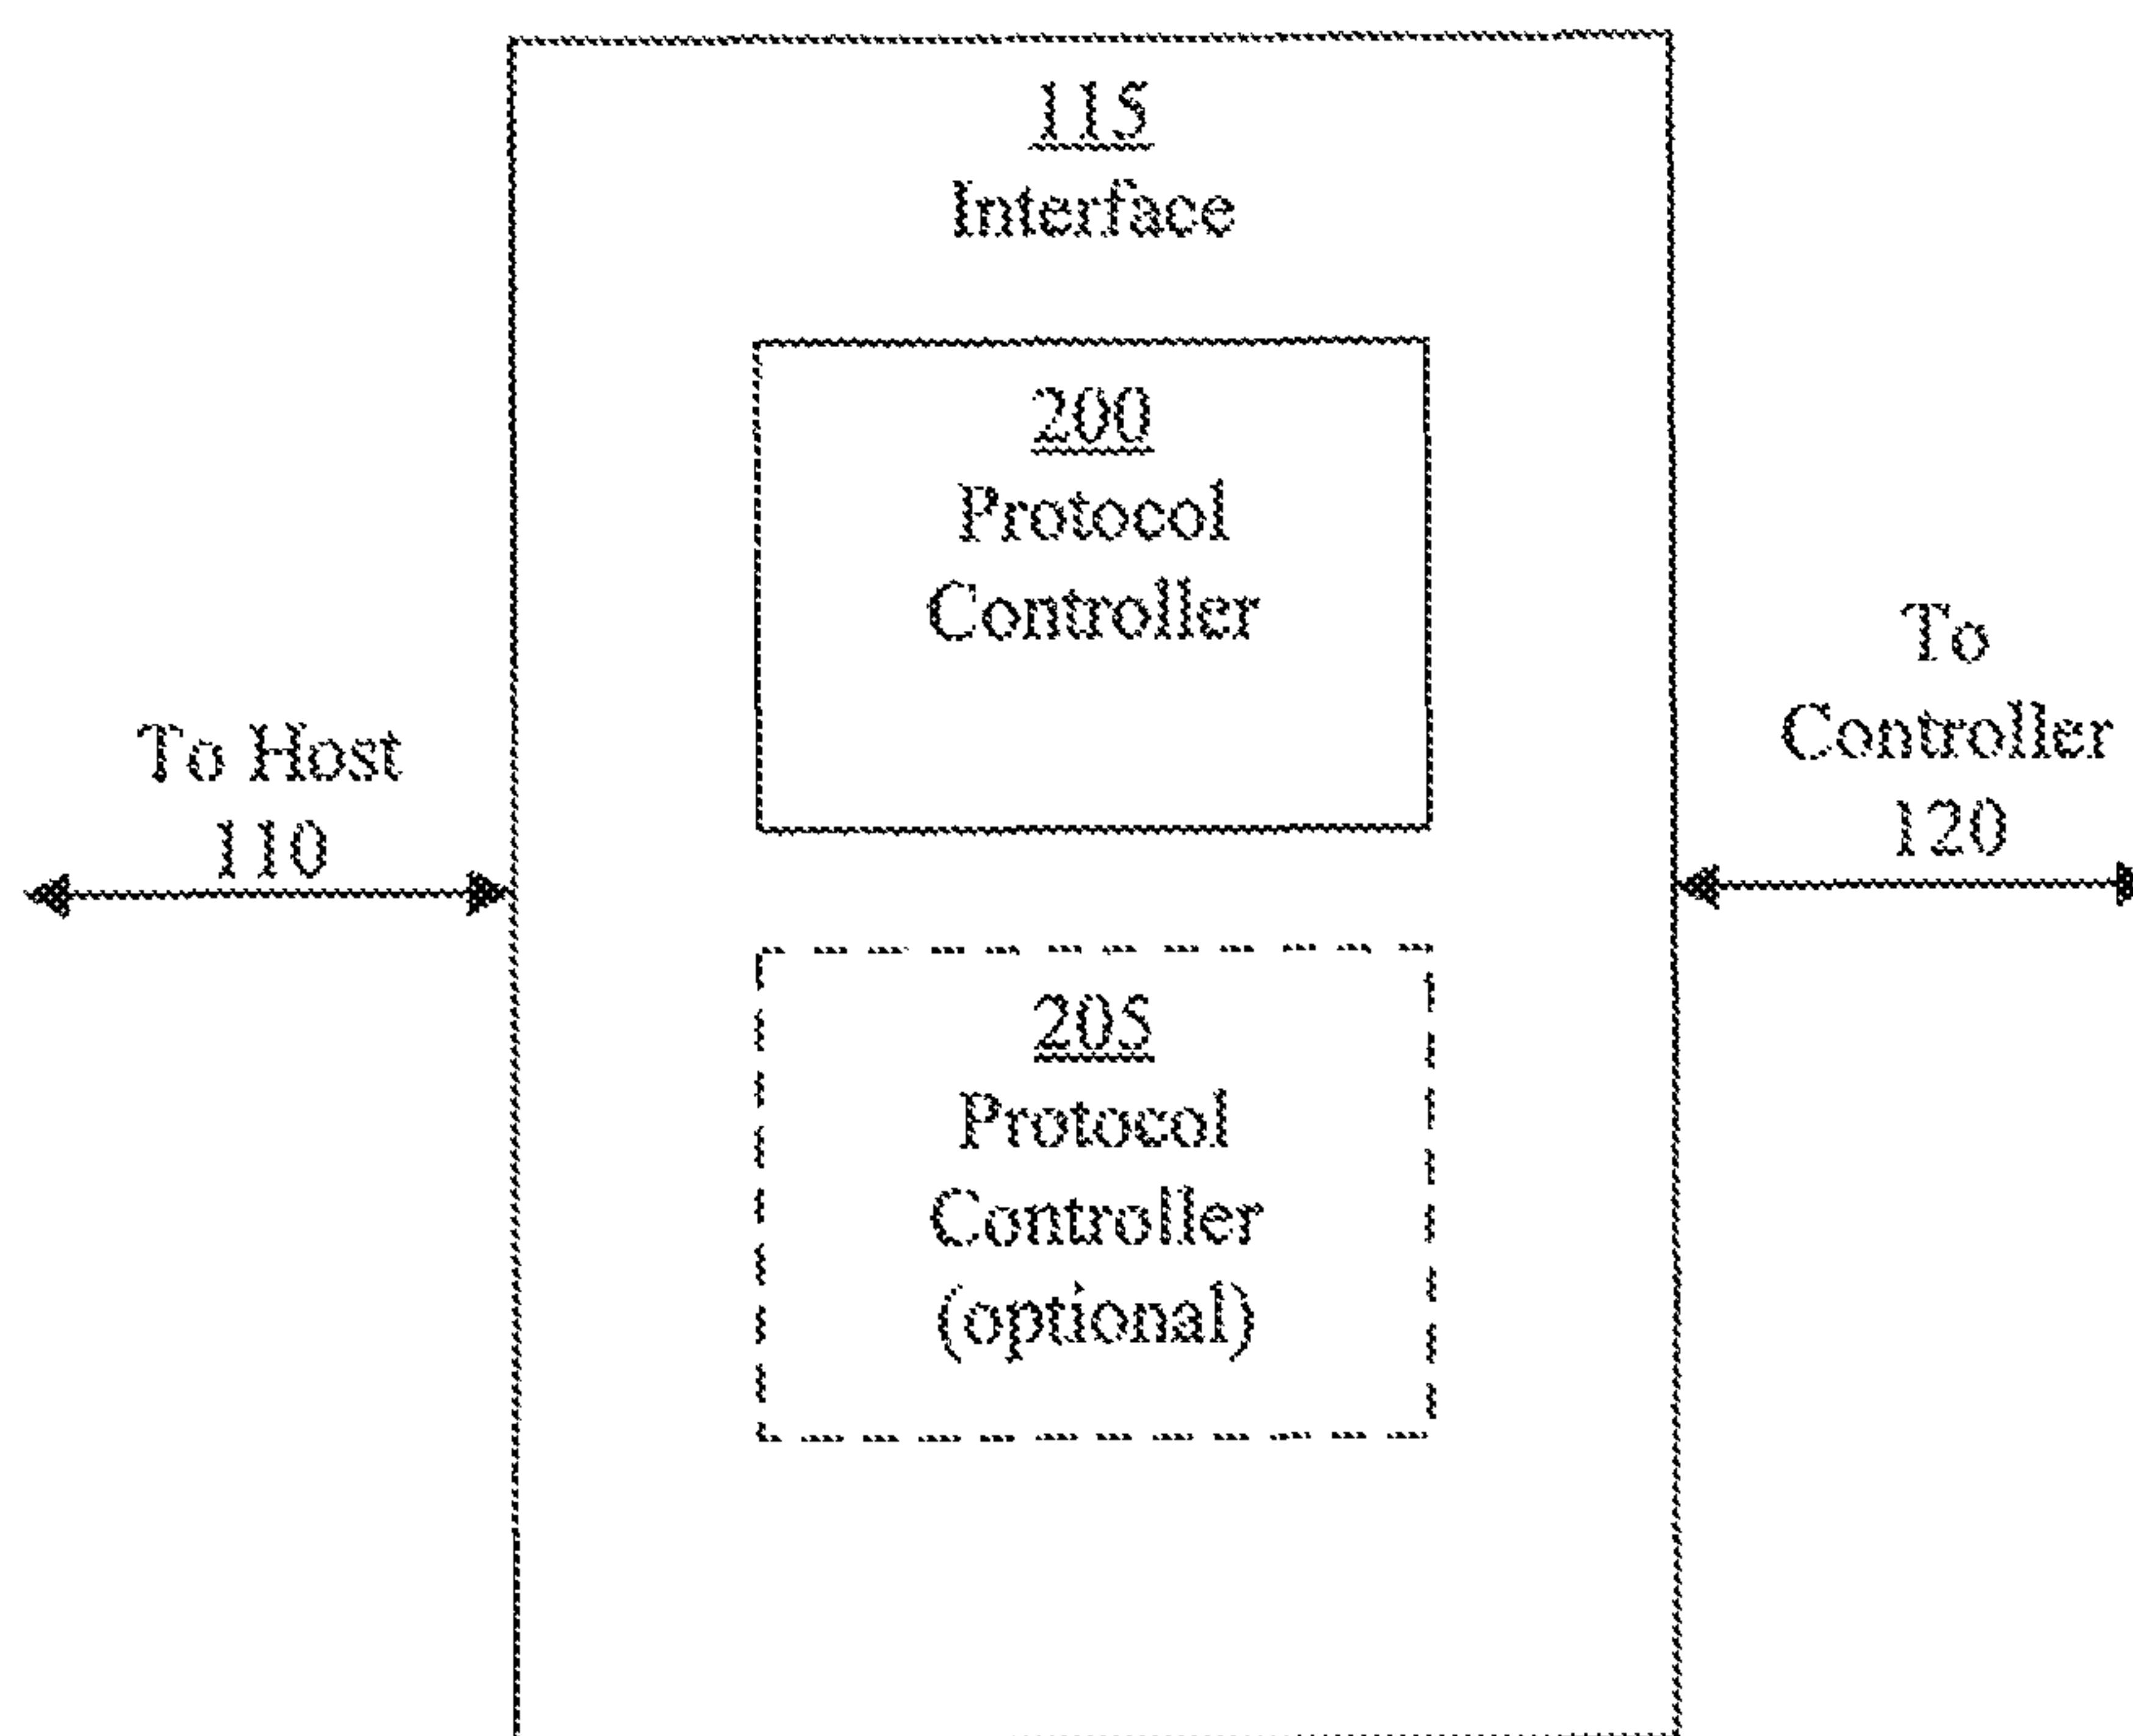 115
Interface
200
Protocol
Controller
To Host
110
To
Controller
120
205
Protocol
Controller
(optional)